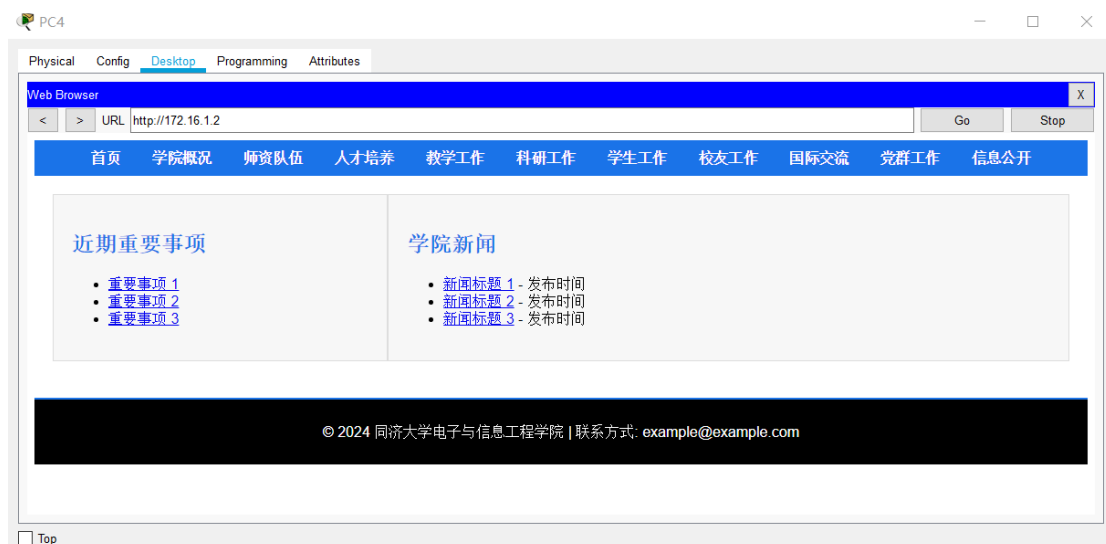 PC4
Physical Config Desktop Programming Attributes
Web Browser X
< > URL http://172.16.1.2 Go Stop
首页 学院概况 师资队伍 人才培养 教学工作 科研工作 学生工作 校友工作 国际交流 党群工作 信息公开
近期重要事项
重要事项 1
重要事项 2
重要事项 3
学院新闻
新闻标题 1 - 发布时间
新闻标题 2 - 发布时间
新闻标题 3 - 发布时间
© 2024 同济大学电子与信息工程学院 | 联系方式: example@example.com
Top